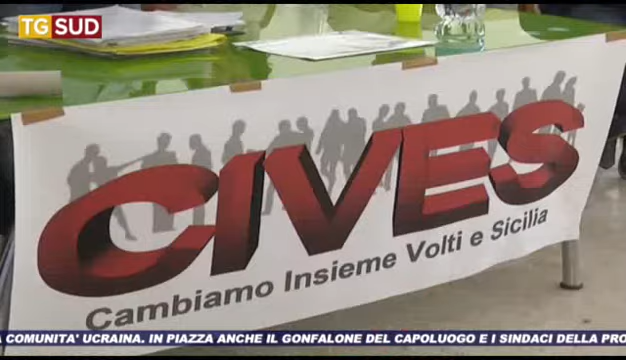 TG SUD
CIVES
Cambiamo Insieme Volti e Sicilia
COMUNITA' UCRAINA. IN PIAZZA ANCHE IL GONFALONE DEL CAPOLUOGO E I SINDACI DELLA PRO